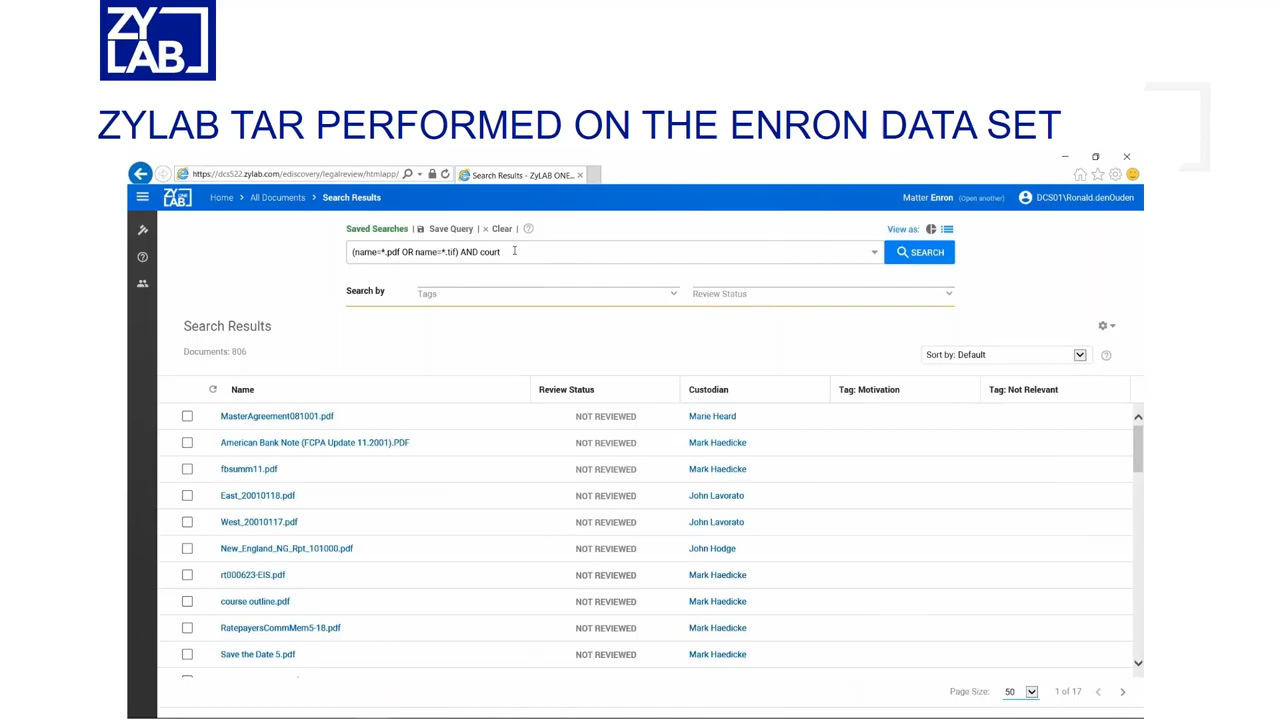 ZY
LAB
ZYLAB TAR PERFORMED ON THE ENRON DATA SET
https://dcs522.zylab.com/ediscovery/legalreview/htmlapp/
Search Results - ZyLAB ONE...
ZY ONE
LAB
Home > All Documents > Search Results
Matter Enron (Open another)
DCS01\Ronald.denOuden
Saved Searches | Save Query | × Clear |
View as:
(name=*.pdf OR name=*.tif) AND court
SEARCH
Search by Tags Review Status
Search Results
Documents: 806
Sort by: Default
Name Review Status Custodian Tag: Motivation Tag: Not Relevant
MasterAgreement081001.pdf NOT REVIEWED Marie Heard
American Bank Note (FCPA Update 11.2001).PDF NOT REVIEWED Mark Haedicke
fbsumm11.pdf NOT REVIEWED Mark Haedicke
East_20010118.pdf NOT REVIEWED John Lavorato
West_20010117.pdf NOT REVIEWED John Lavorato
New_England_NG_Rpt_101000.pdf NOT REVIEWED John Hodge
rt000623-EIS.pdf NOT REVIEWED Mark Haedicke
course outline.pdf NOT REVIEWED Mark Haedicke
RatepayersCommMem5-18.pdf NOT REVIEWED Mark Haedicke
Save the Date 5.pdf NOT REVIEWED Mark Haedicke
Page Size: 50 1 of 17